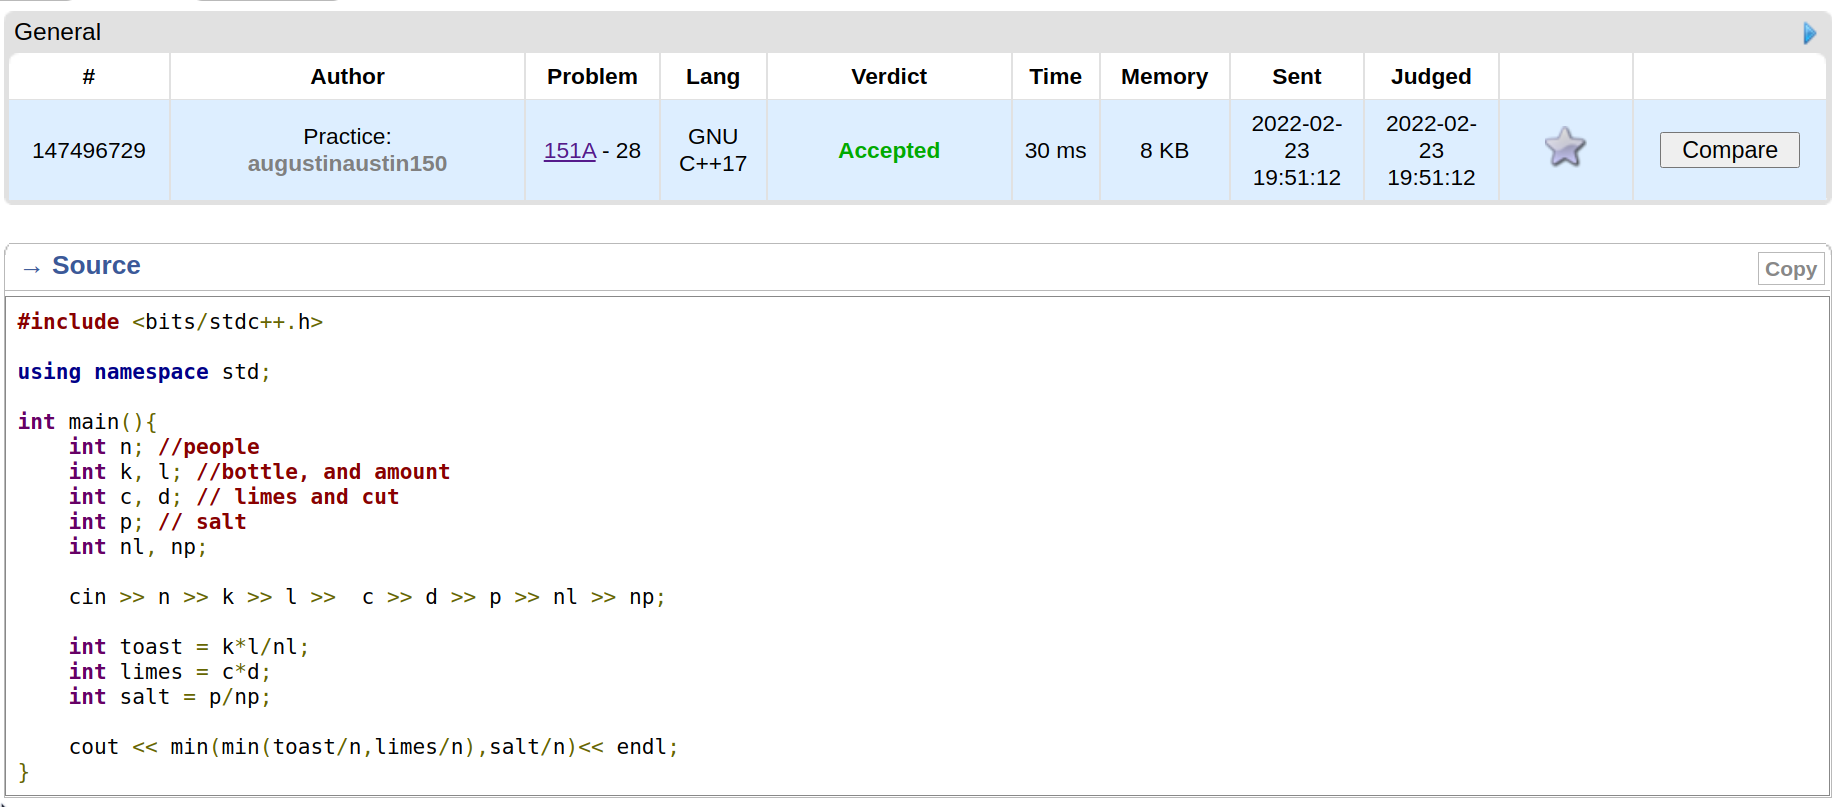 General
# Author Problem Lang Verdict Time Memory Sent Judged
147496729 Practice: augustinaustin150 151A - 28 GNU C++17 Accepted 30 ms 8 KB 2022-02-23 19:51:12 2022-02-23 19:51:12 Compare
→ Source
Copy
#include <bits/stdc++.h>
using namespace std;
int main(){
    int n; //people
    int k, l; //bottle, and amount
    int c, d; // limes and cut
    int p; // salt
    int nl, np;
    cin >> n >> k >> l >>  c >> d >> p >> nl >> np;
    int toast = k*l/nl;
    int limes = c*d;
    int salt = p/np;
    cout << min(min(toast/n,limes/n),salt/n)<< endl;
}